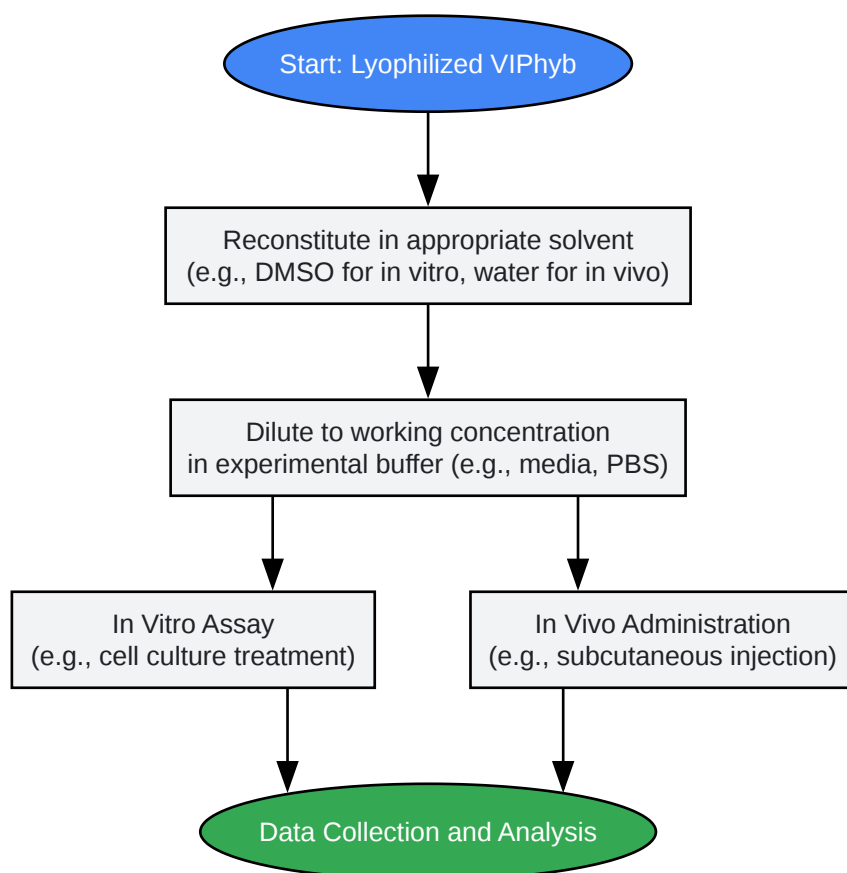 Start: Lyophilized VIPhyb
Reconstitute in appropriate solvent
(e.g., DMSO for in vitro, water for in vivo)
Dilute to working concentration
in experimental buffer (e.g., media, PBS)
In Vitro Assay
(e.g., cell culture treatment)
In Vivo Administration
(e.g., subcutaneous injection)
Data Collection and Analysis